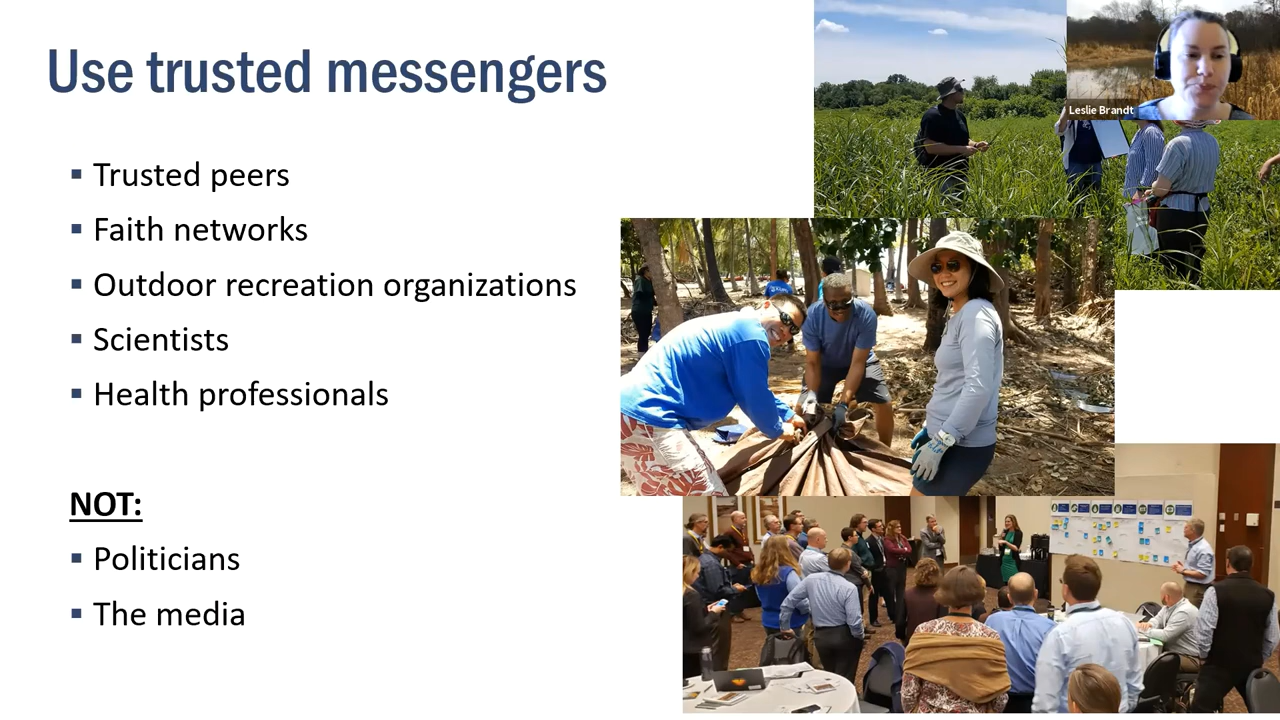 Use trusted messengers
Leslie Brandt
▪ Trusted peers
▪ Faith networks
▪ Outdoor recreation organizations
▪ Scientists
▪ Health professionals
NOT:
▪ Politicians
▪ The media